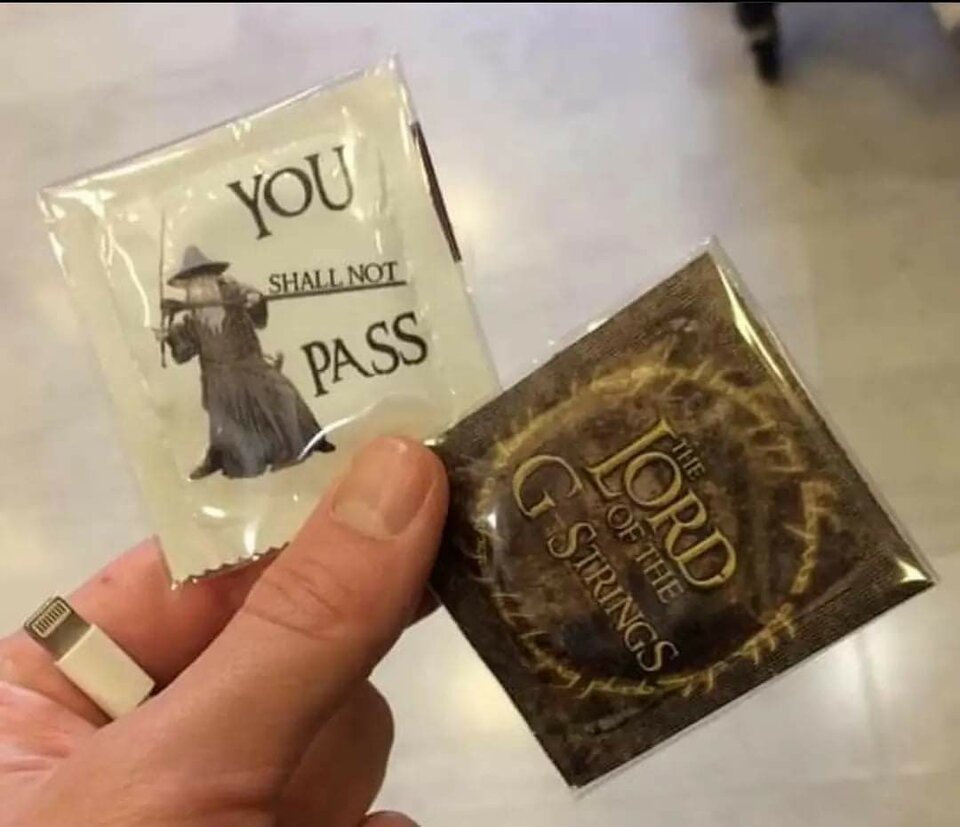 YOU
SHALL NOT
PASS
THE
LORD
OF THE
G-STRINGS